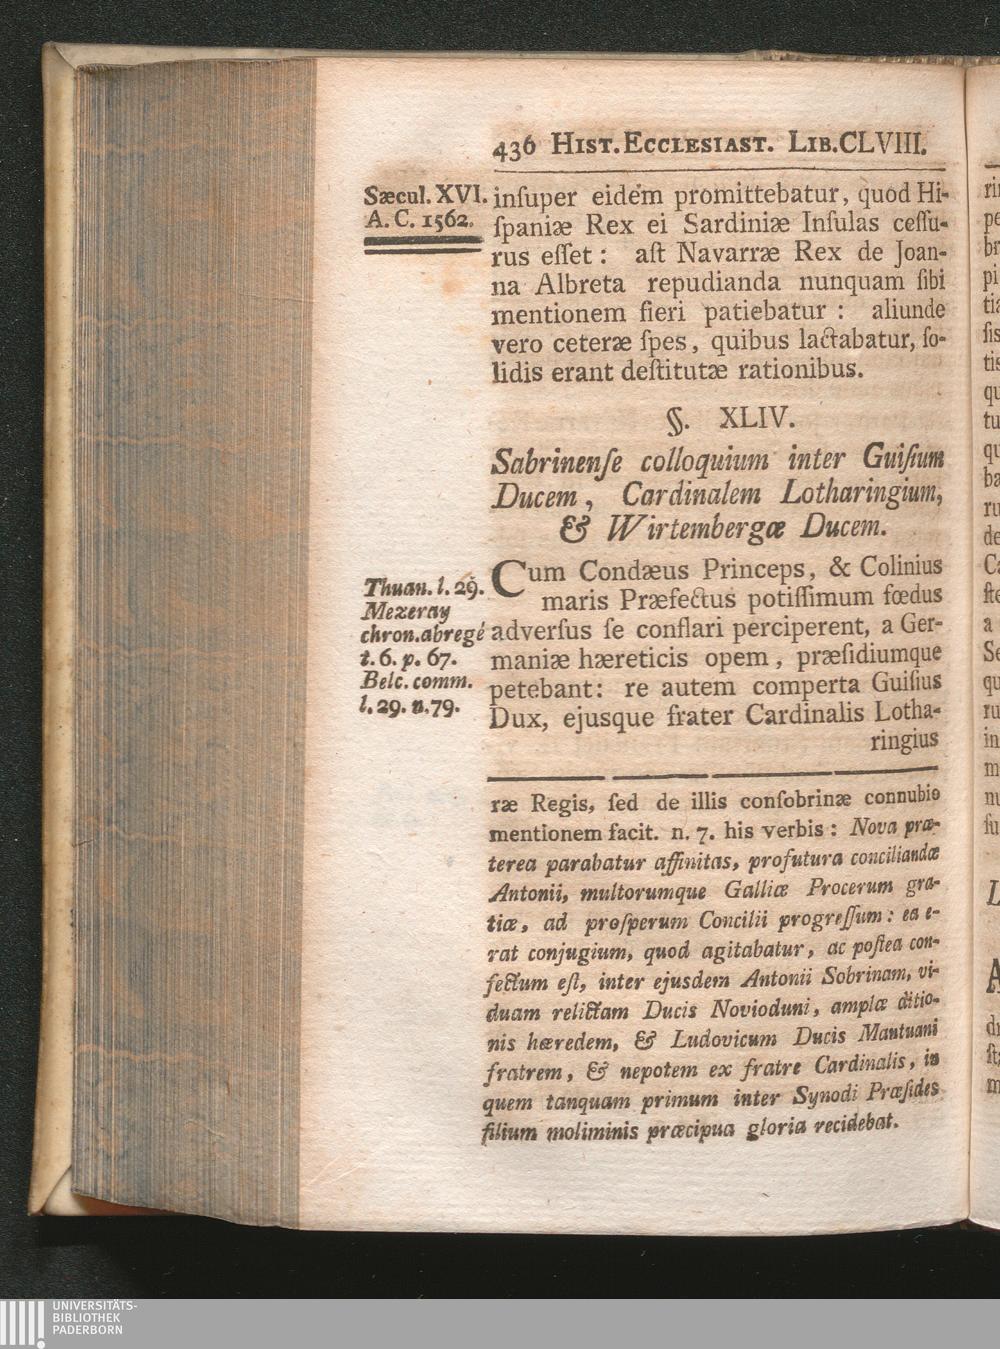 436 Hist. Ecclesiast. Lib. CLVIII.
Sæcul. XVI.
A. C. 1562.
inſuper eidem promittebatur, quod Hi-
ſpaniæ Rex ei Sardiniæ Inſulas ceſſu-
rus eſſet : aſt Navarræ Rex de Joan-
na Albreta repudianda nunquam ſibi
mentionem fieri patiebatur : aliunde
vero ceteræ ſpes, quibus lactabatur, ſo-
lidis erant deſtitutæ rationibus.
§. XLIV.
Sabrinenſe colloquium inter Guiſium
Ducem, Cardinalem Lotharingium,
& Wirtembergæ Ducem.
Thuan. l. 29.
Mezeray
chron. abregé
t. 6. p. 67.
Belc. comm.
l. 29. n. 79.
Cum Condæus Princeps, & Colinius
maris Præfectus potiſſimum fœdus
adverſus ſe conflari perciperent, a Ger-
maniæ hæreticis opem, præſidiumque
petebant: re autem comperta Guiſius
Dux, ejusque frater Cardinalis Lotha-
ringius
ræ Regis, ſed de illis conſobrinæ connubio
mentionem facit. n. 7. his verbis : Nova præ-
terea parabatur affinitas, profutura conciliandæ
Antonii, multorumque Galliæ Procerum gra-
tiæ, ad proſperum Concilii progreſſum : ea e-
rat conjugium, quod agitabatur, ac poſtea con-
fectum eſt, inter ejusdem Antonii Sobrinam, vi-
duam relictam Ducis Novioduni, amplæ ditio-
nis hæredem, & Ludovicum Ducis Mantuani
fratrem, & nepotem ex fratre Cardinalis, in
quem tanquam primum inter Synodi Præſides
filium moliminis præcipua gloria recidebat.
UNIVERSITÄTS-
BIBLIOTHEK
PADERBORN